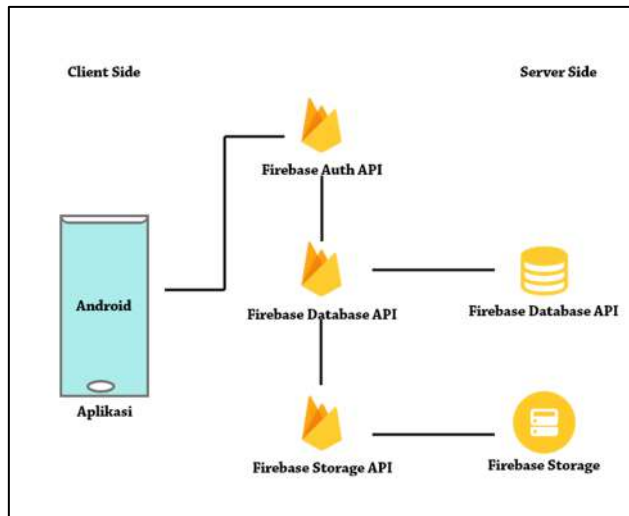 Client Side
Server Side
Firebase Auth API
Android
Firebase Database API
Firebase Database API
Aplikasi
Firebase Storage API
Firebase Storage